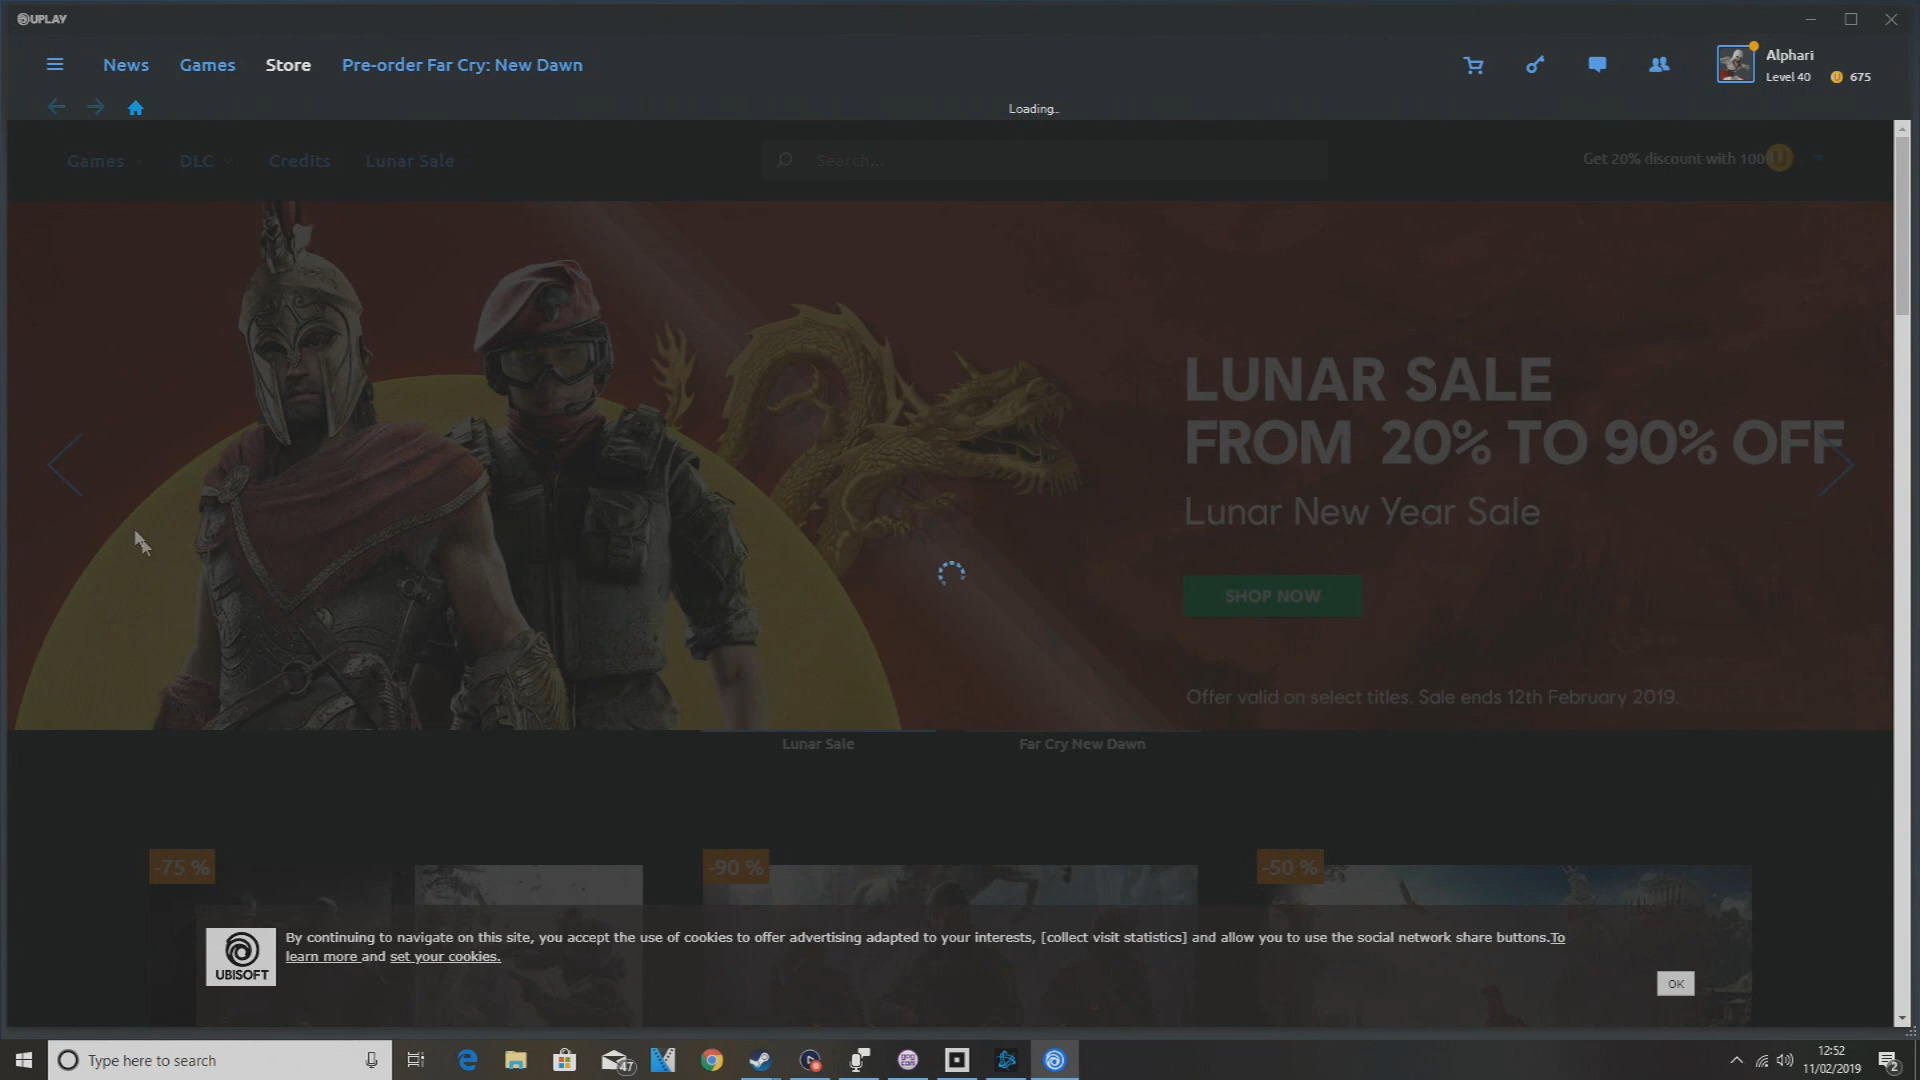 UPLAY
News Games Store Pre-order Far Cry: New Dawn
Alphari
Level 40 675
Loading..
Games DLC Credits Lunar Sale Search... Get 20% discount with 100
LUNAR SALE
FROM 20% TO 90% OFF
Lunar New Year Sale
SHOP NOW
Offer valid on select titles. Sale ends 12th February 2019.
Lunar Sale Far Cry New Dawn
-75 % -90 % -50 %
By continuing to navigate on this site, you accept the use of cookies to offer advertising adapted to your interests, [collect visit statistics] and allow you to use the social network share buttons.To
learn more and set your cookies.
UBISOFT
OK
Type here to search
47
gog
com
12:52
11/02/2019
2